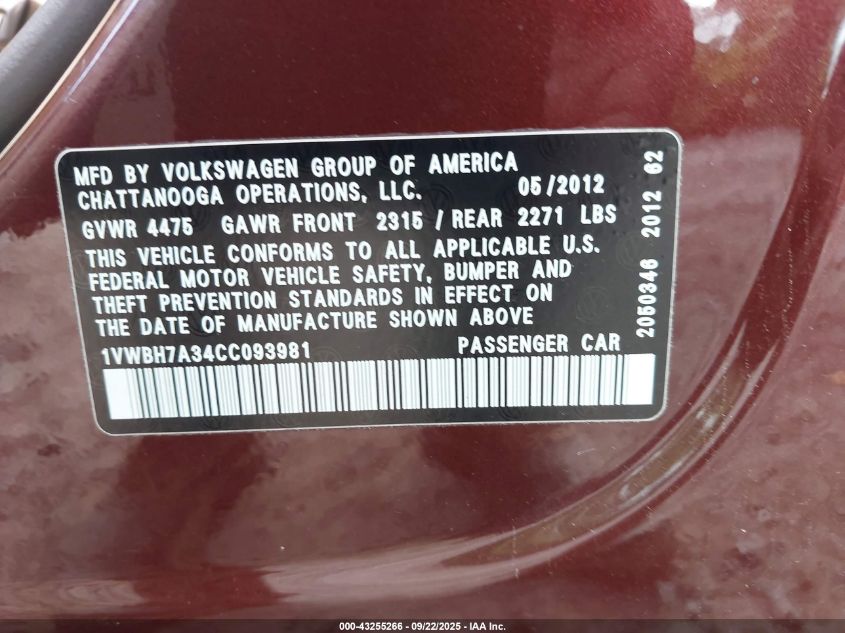 MFD BY VOLKSWAGEN GROUP OF AMERICA
CHATTANOOGA OPERATIONS, LLC. 05/2012
GVWR 4475 GAWR FRONT 2315 / REAR 2271 LBS
THIS VEHICLE CONFORMS TO ALL APPLICABLE U.S.
FEDERAL MOTOR VEHICLE SAFETY, BUMPER AND
THEFT PREVENTION STANDARDS IN EFFECT ON
THE DATE OF MANUFACTURE SHOWN ABOVE
1VWBH7A34CC093981 PASSENGER CAR
2050346 2012 62
000-43255266 - 09/22/2025 - IAA Inc.